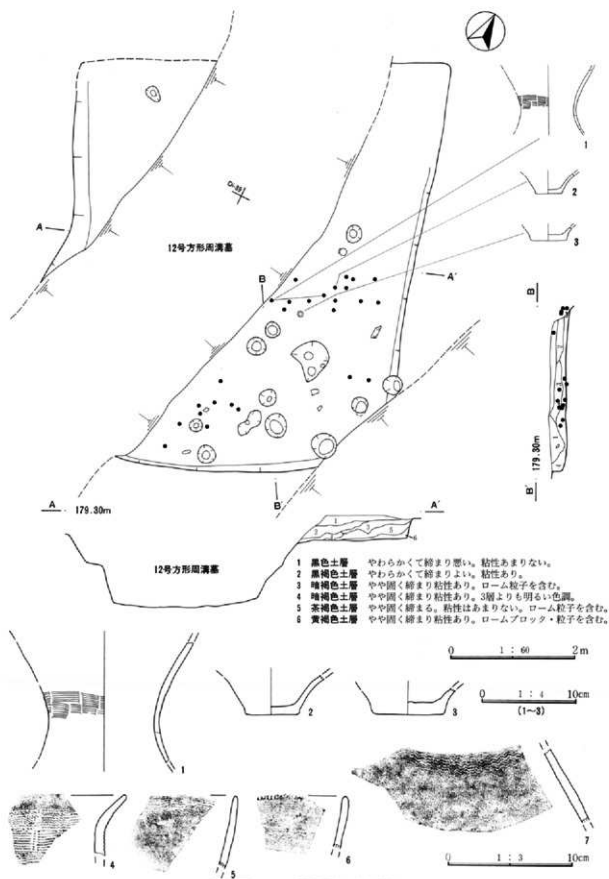 1
2
3
A
12号方形周溝墓
B
A'
B
179.30m
B'
B'
A
179.30m
A'
1
2
3
5
6
12号方形周溝墓
1 黒色土層 やわらかくて締まり悪い。粘性あまりない。
2 黒褐色土層 やわらかくて締まりよい。粘性あり。
3 暗褐色土層 やや固く締まり粘性あり。ローム粒子を含む。
4 暗褐色土層 やや固く締まり粘性あり。3層よりも明るい色調。
5 茶褐色土層 やや固く締まる。粘性はあまりない。ローム粒子を含む。
6 黄褐色土層 やや固く締まり粘性あり。ロームブロック・粒子を含む。
0 1:60 2m
0 1:4 10cm
(1~3)
1
2
3
4
5
6
7
0 1:3 10cm